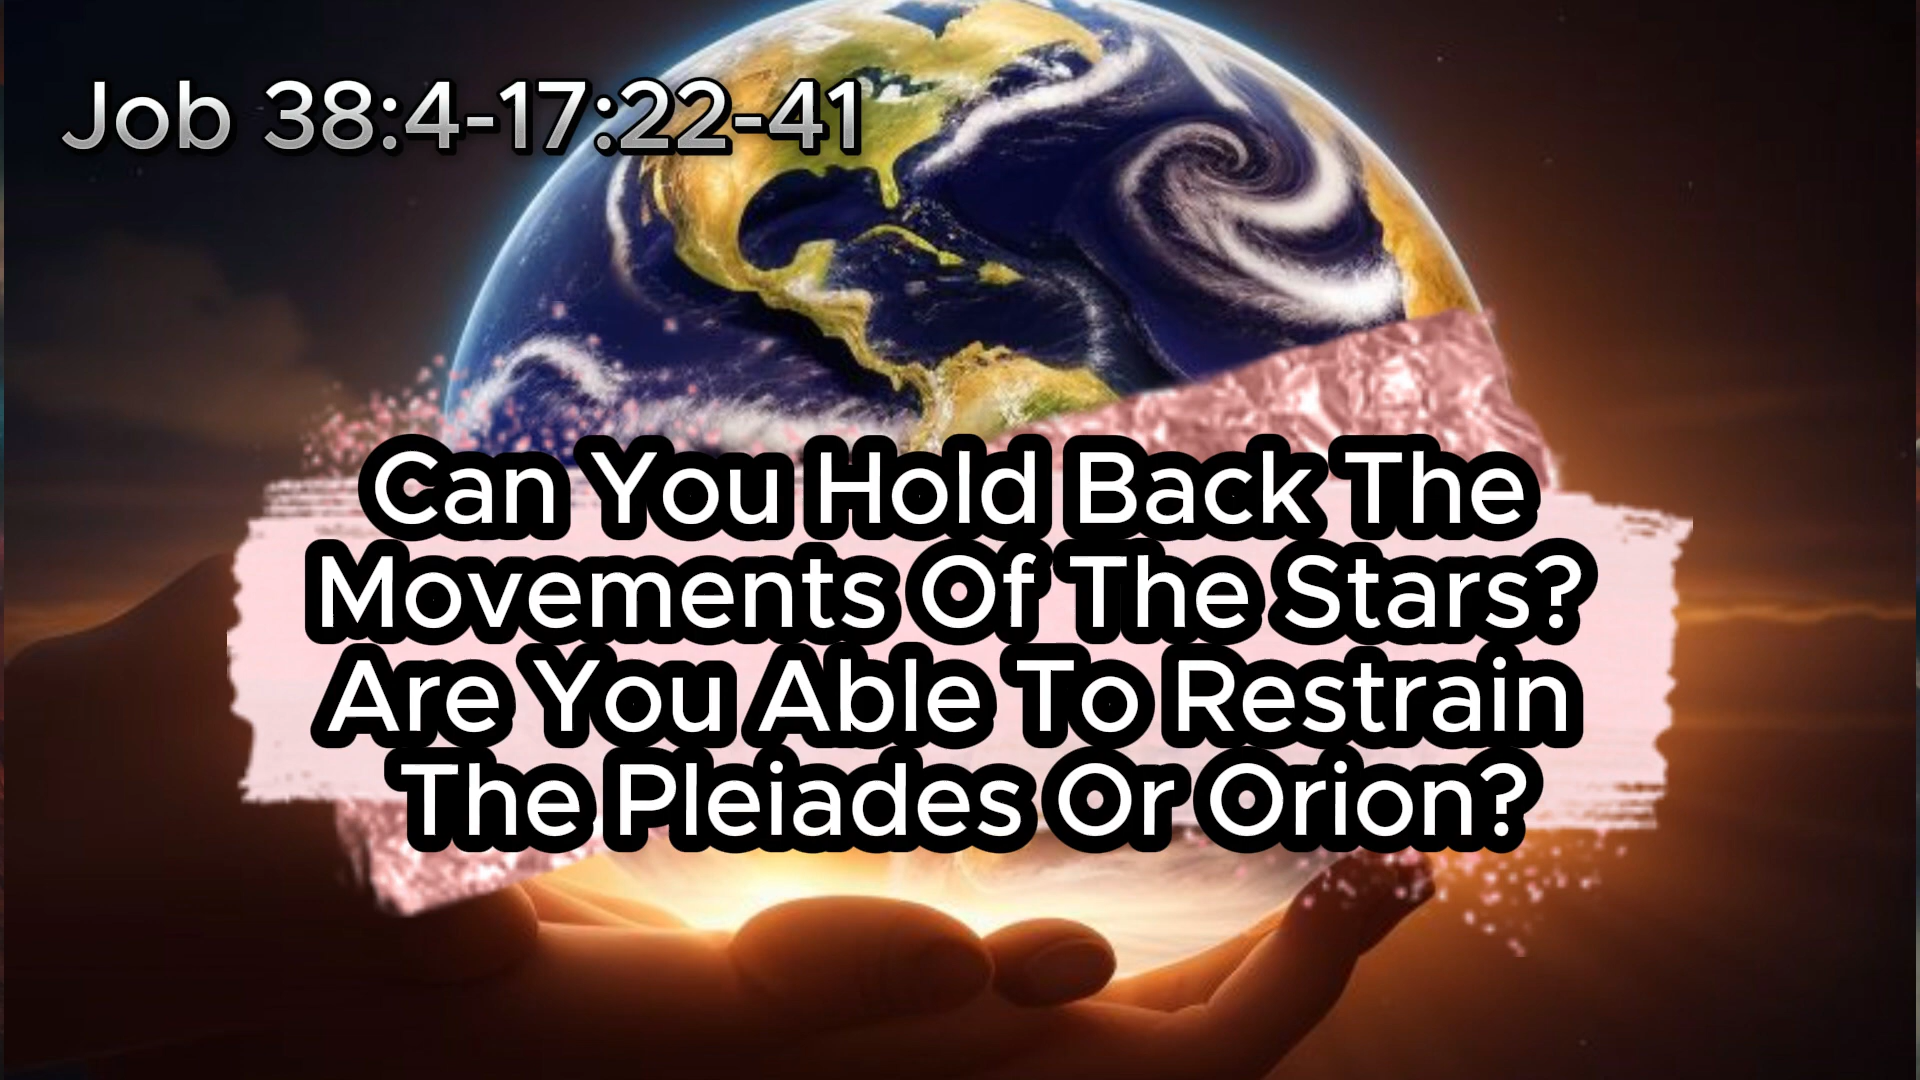 Job 38:4-17:22-41
Can You Hold Back The
Movements Of The Stars?
Are You Able To Restrain
The Pleiades Or Orion?